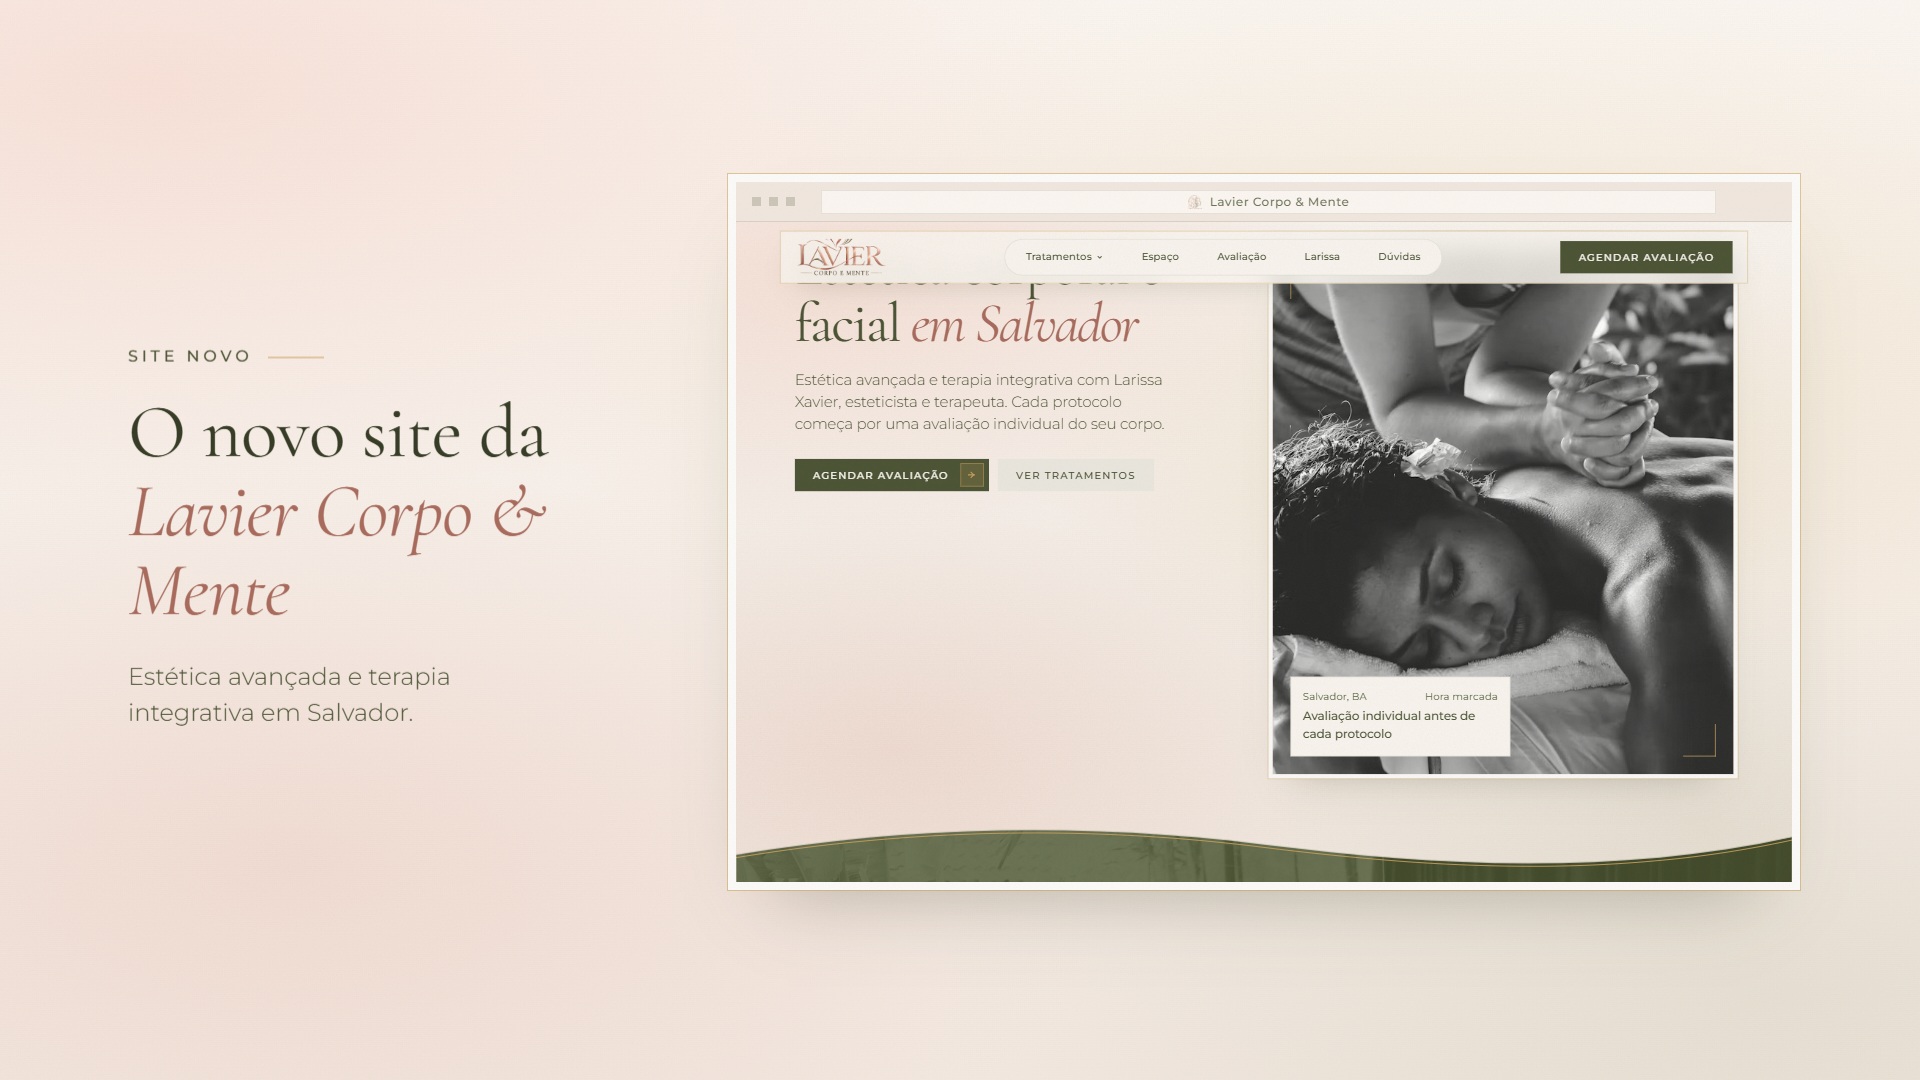 SITE NOVO
O novo site da
Lavier Corpo &
Mente
Estética avançada e terapia
integrativa em Salvador.
Lavier Corpo & Mente
LAVIER
CORPO E MENTE
Tratamentos
Espaço
Avaliação
Larissa
Dúvidas
AGENDAR AVALIAÇÃO
Estética corporal e
facial em Salvador
Estética avançada e terapia integrativa com Larissa
Xavier, esteticista e terapeuta. Cada protocolo
começa por uma avaliação individual do seu corpo.
AGENDAR AVALIAÇÃO
VER TRATAMENTOS
Salvador, BA
Hora marcada
Avaliação individual antes de
cada protocolo